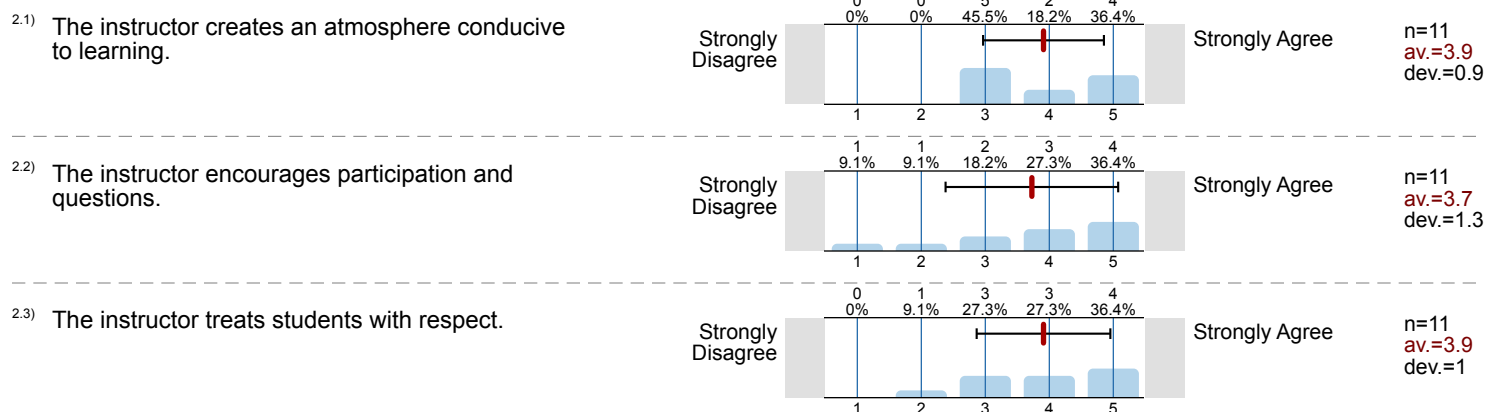 0 0 5 2 4
2.1) The instructor creates an atmosphere conducive
to learning.
0% 0% 45.5% 18.2% 36.4%
Strongly
Disagree
Strongly Agree
n=11
av.=3.9
dev.=0.9
1 2 3 4 5
1 1 2 3 4
2.2) The instructor encourages participation and
questions.
9.1% 9.1% 18.2% 27.3% 36.4%
Strongly
Disagree
Strongly Agree
n=11
av.=3.7
dev.=1.3
1 2 3 4 5
0 1 3 3 4
2.3) The instructor treats students with respect.
0% 9.1% 27.3% 27.3% 36.4%
Strongly
Disagree
Strongly Agree
n=11
av.=3.9
dev.=1
1 2 3 4 5